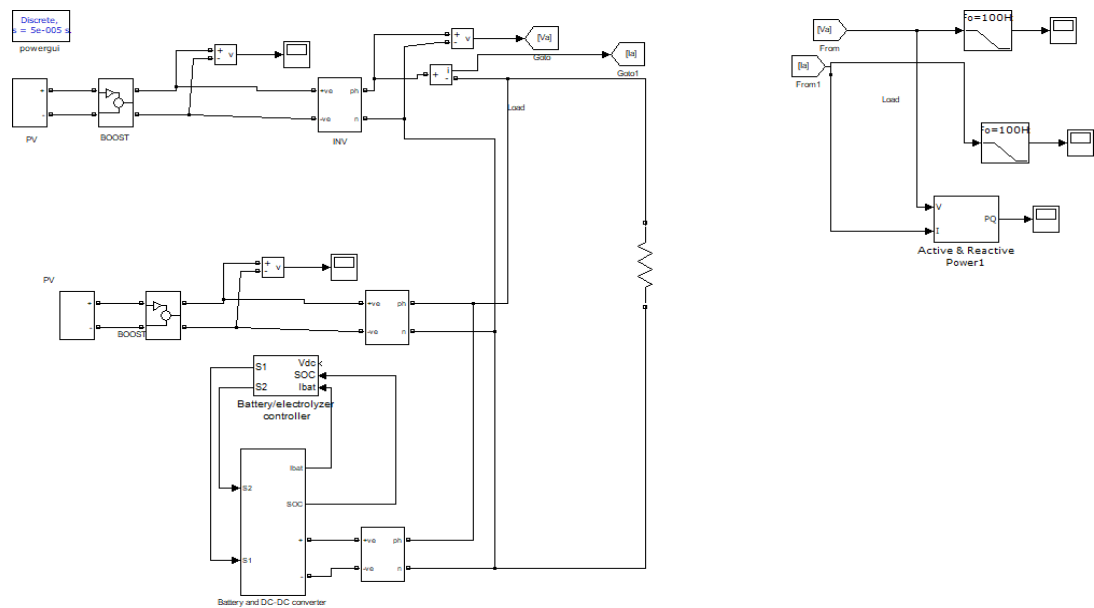 Discrete,
s = 5e-005 s.
powergui
+
-
v
+
-
PV
BOOST
+ve
-ve
ph
n
INV
+
-
v
[Va]
Goto
+
i
-
[Ia]
Goto1
Load
[Va]
From
[Ia]
From1
Load
Fo=100H
Fo=100H
V
I
PQ
Active & Reactive
Power1
PV
+
-
BOOST
+
-
v
+ve
-ve
ph
n
S1
S2
Vdc
SOC
Ibat
Battery/electrolyzer
controller
S2
S1
Ibat
SOC
+
-
Battery and DC-DC converter
+ve
-ve
ph
n